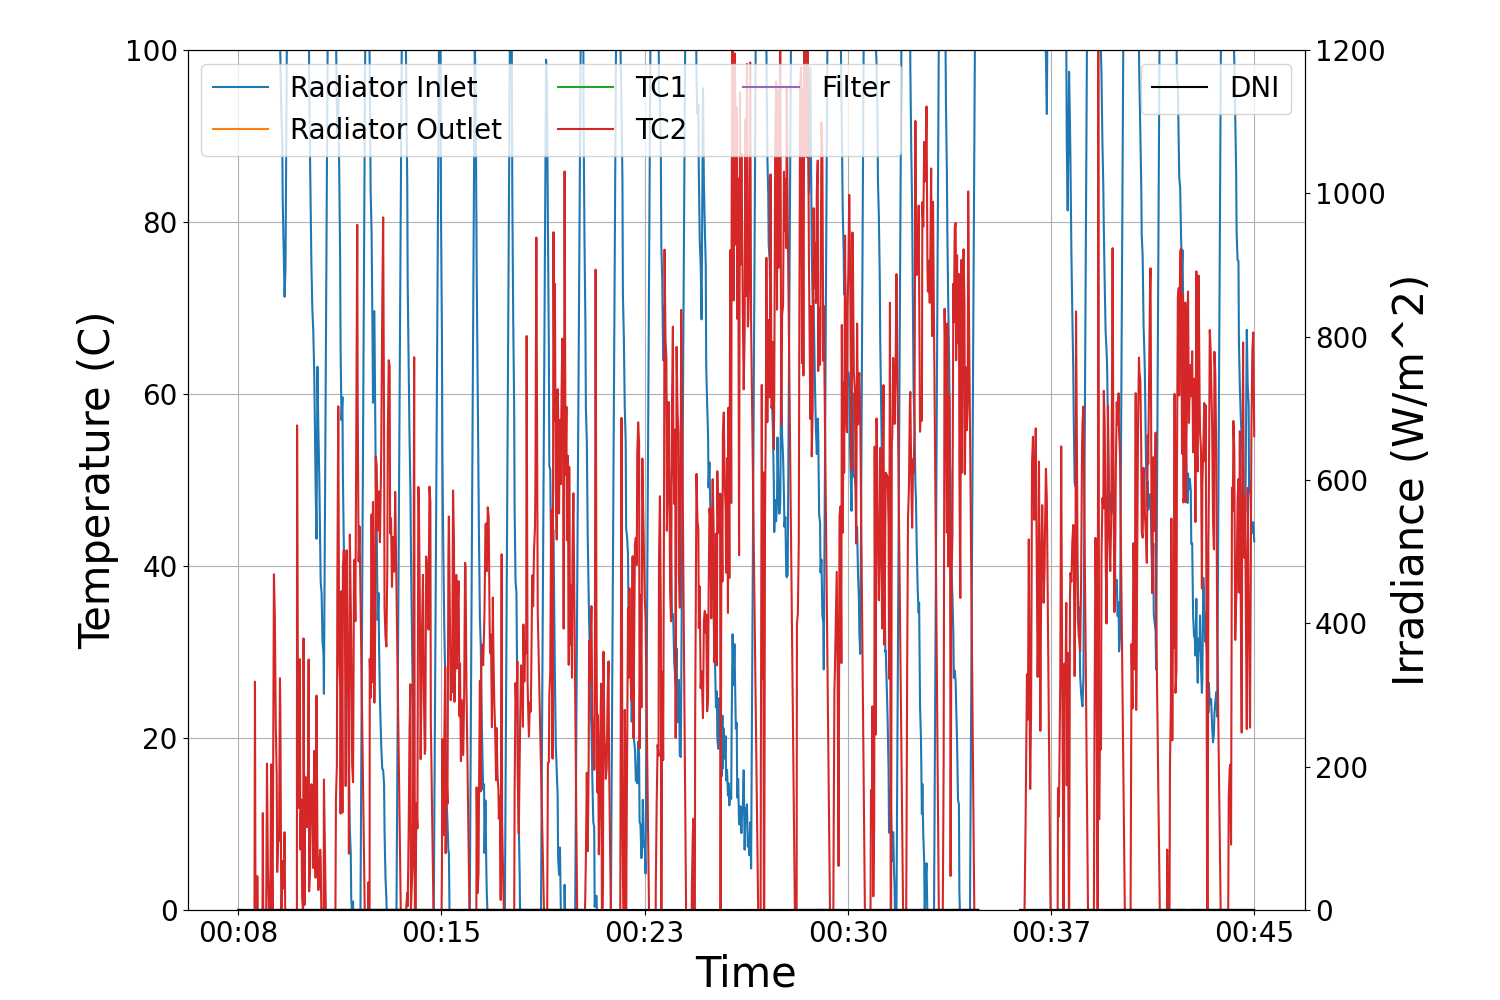 100
80
60
40
20
0
Temperature (C)
Radiator Inlet
Radiator Outlet
TC1
TC2
Filter
DNI
1200
1000
800
600
400
200
0
Irradiance (W/m^2)
00:08
00:15
00:23
00:30
00:37
00:45
Time